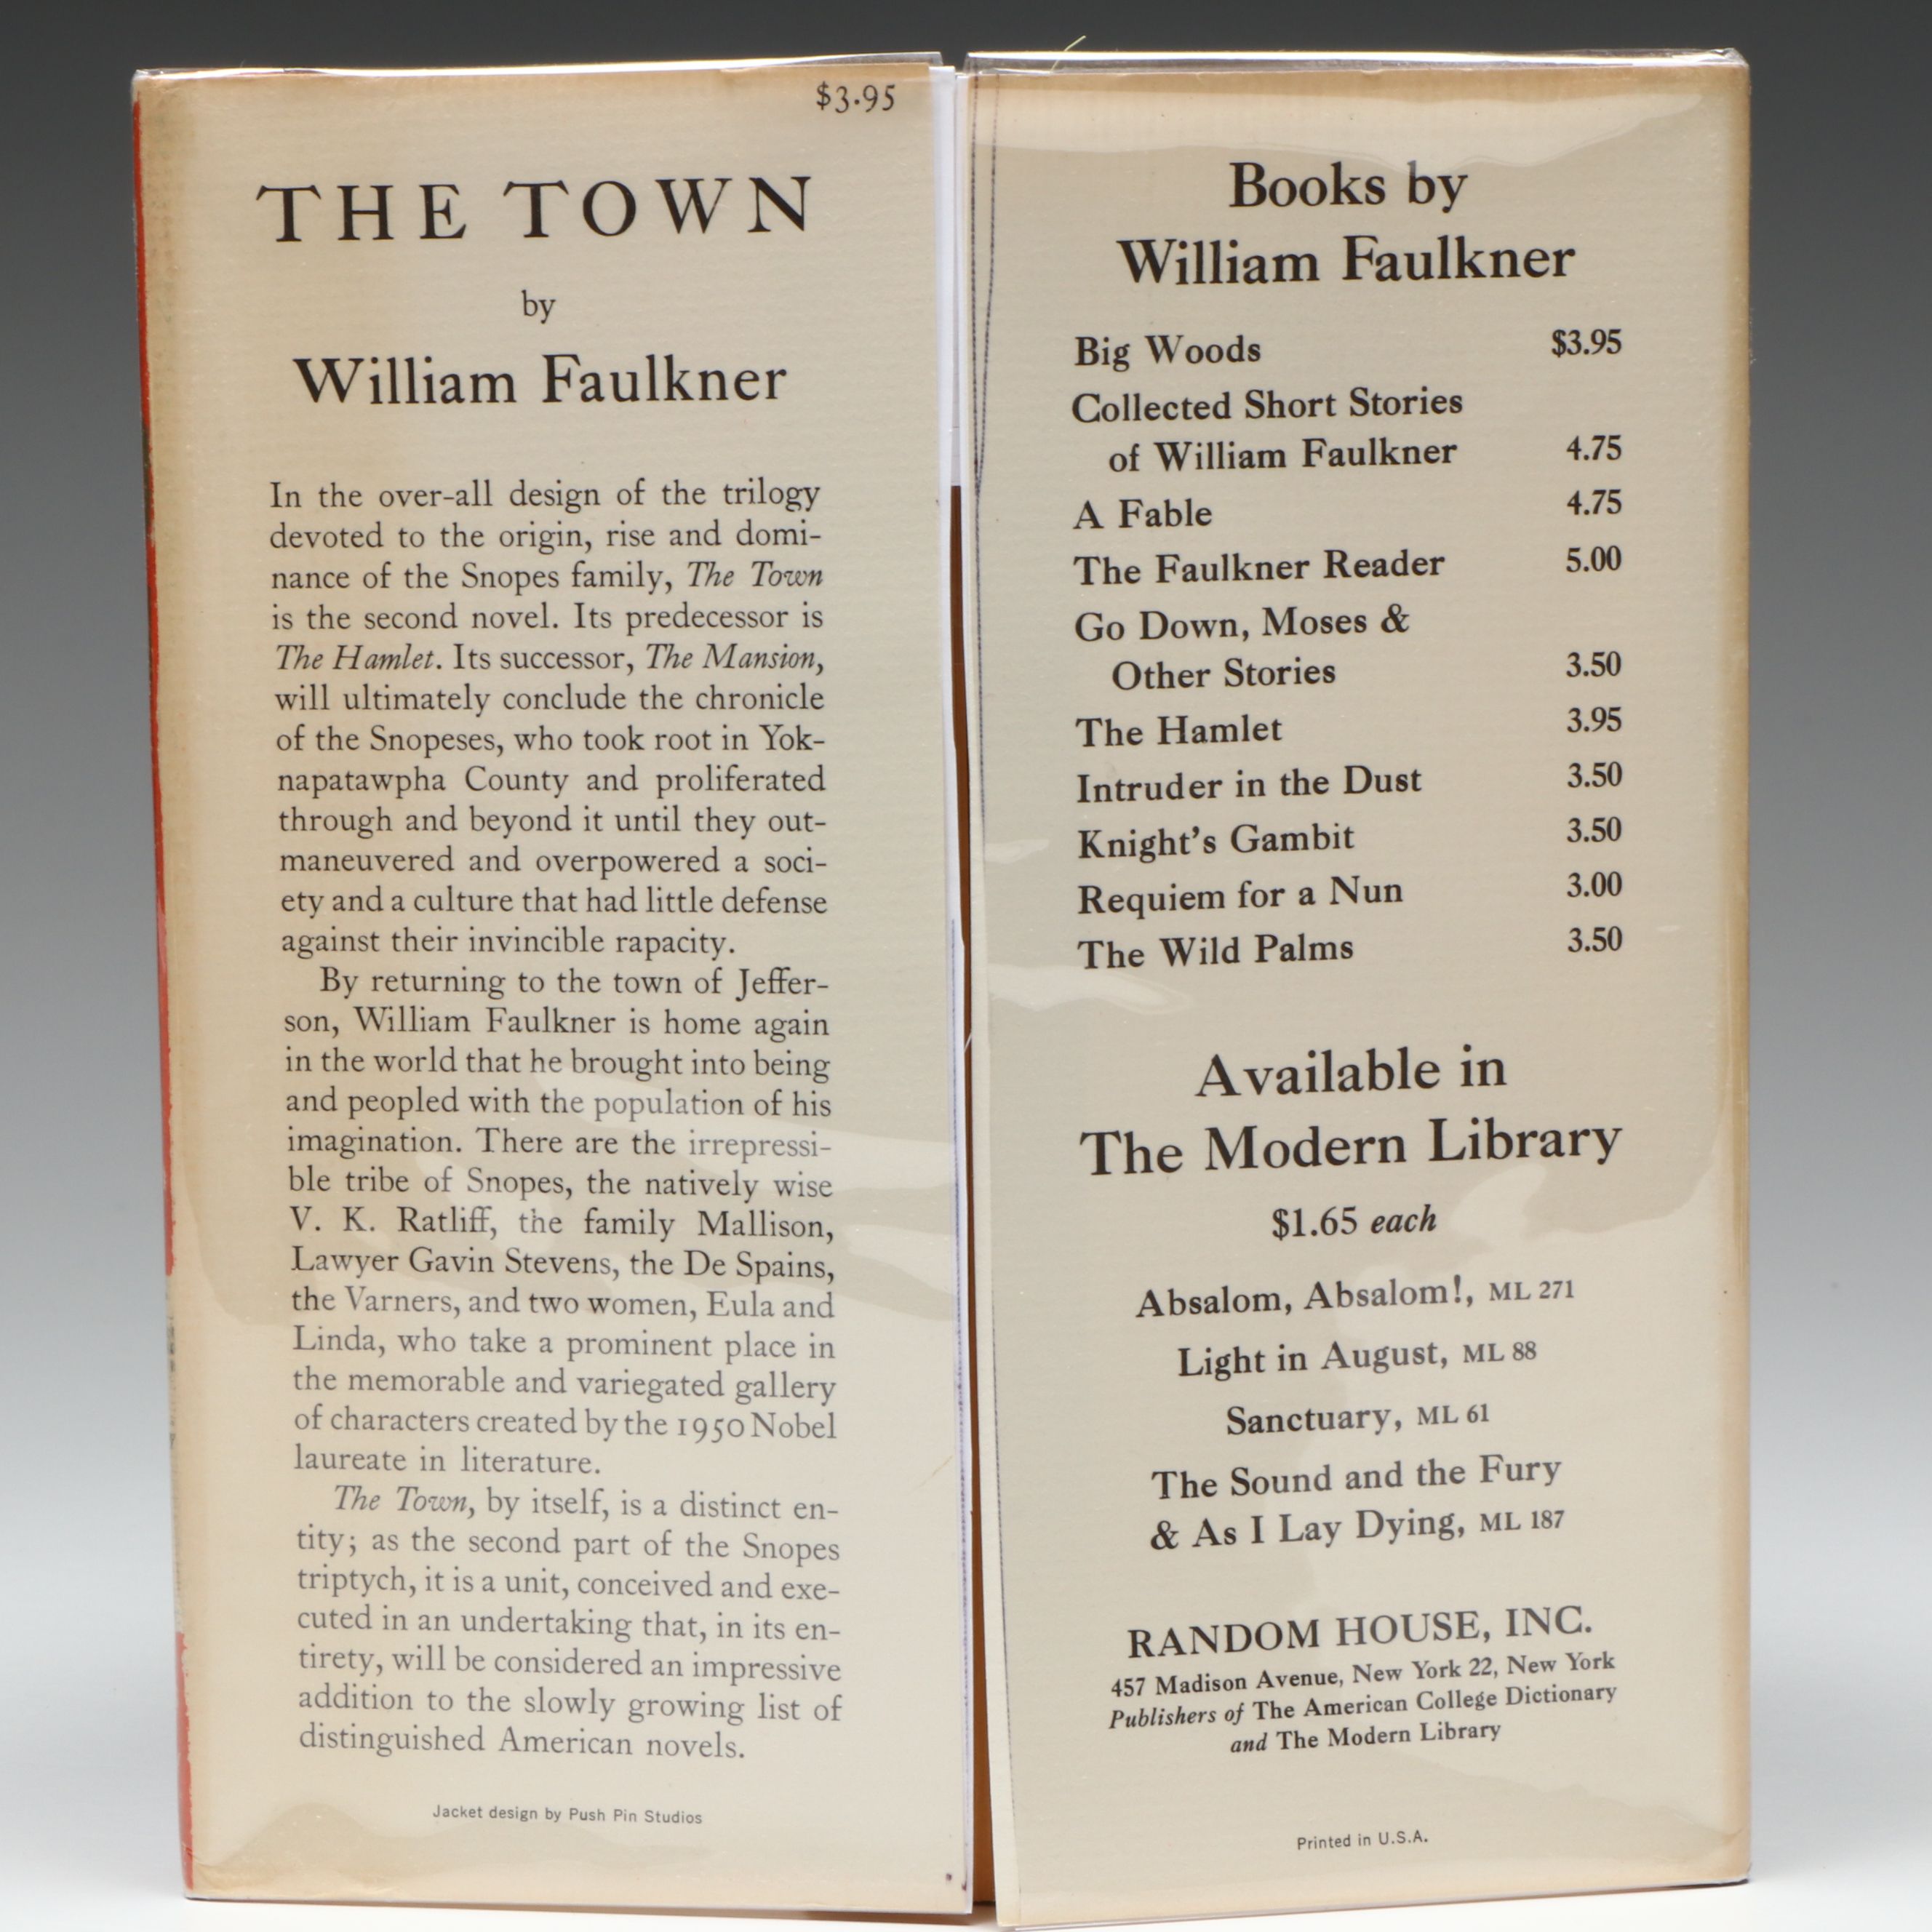 $3.95
THE TOWN
by
William Faulkner
In the over-all design of the trilogy
devoted to the origin, rise and domi-
nance of the Snopes family, The Town
is the second novel. Its predecessor is
The Hamlet. Its successor, The Mansion,
will ultimately conclude the chronicle
of the Snopeses, who took root in Yok-
napatawpha County and proliferated
through and beyond it until they out-
maneuvered and overpowered a soci-
ety and a culture that had little defense
against their invincible rapacity.
By returning to the town of Jeffer-
son, William Faulkner is home again
in the world that he brought into being
and peopled with the population of his
imagination. There are the irrepressi-
ble tribe of Snopes, the natively wise
V. K. Ratliff, the family Mallison,
Lawyer Gavin Stevens, the De Spains,
the Varners, and two women, Eula and
Linda, who take a prominent place in
the memorable and variegated gallery
of characters created by the 1950 Nobel
laureate in literature.
The Town, by itself, is a distinct en-
tity; as the second part of the Snopes
triptych, it is a unit, conceived and exe-
cuted in an undertaking that, in its en-
tirety, will be considered an impressive
addition to the slowly growing list of
distinguished American novels.
Jacket design by Push Pin Studios
Books by
William Faulkner
Big Woods $3.95
Collected Short Stories
of William Faulkner 4.75
A Fable 4.75
The Faulkner Reader 5.00
Go Down, Moses &
Other Stories 3.50
The Hamlet 3.95
Intruder in the Dust 3.50
Knight's Gambit 3.50
Requiem for a Nun 3.00
The Wild Palms 3.50
Available in
The Modern Library
$1.65 each
Absalom, Absalom!, ML 271
Light in August, ML 88
Sanctuary, ML 61
The Sound and the Fury
& As I Lay Dying, ML 187
RANDOM HOUSE, INC.
457 Madison Avenue, New York 22, New York
Publishers of The American College Dictionary
and The Modern Library
Printed in U.S.A.